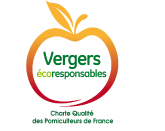 Vergers
écoresponsables
Charte Qualité
des Pomiculteurs de France